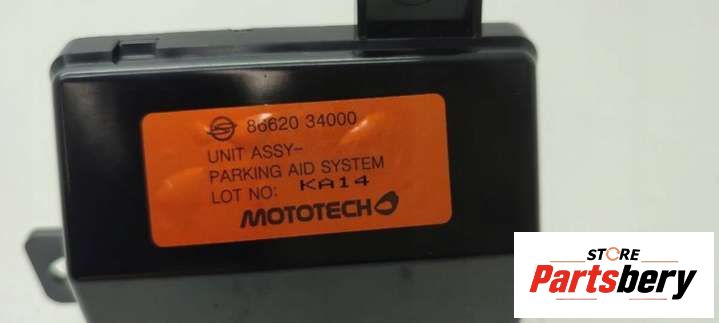 86620 34000
UNIT ASSY-
PARKING AID SYSTEM
LOT NO: KA14
MOTOTECH
STORE
Partsbery